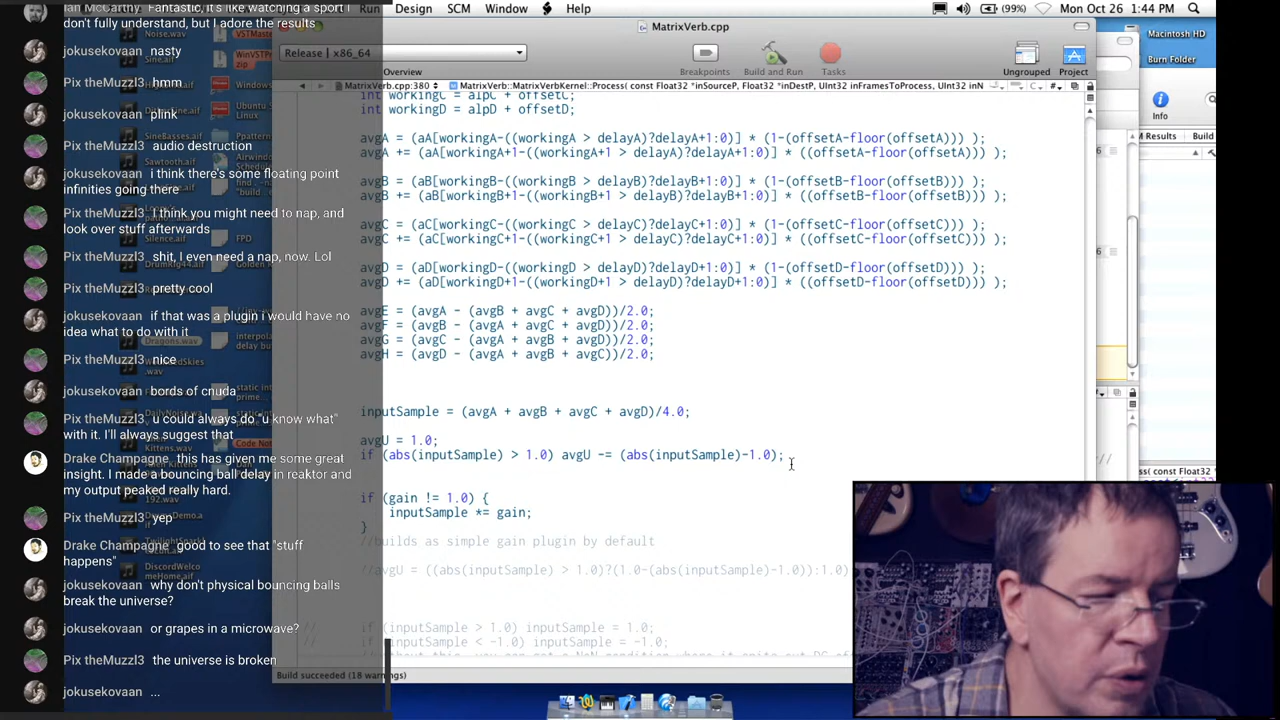 Design SCM Window Help (99%) Mon Oct 26 1:44 PM
MatrixVerb.cpp
Release | x86_64
Overview
Breakpoints Build and Run Tasks Ungrouped Project
MatrixVerb.cpp:380 MatrixVerb::MatrixVerbKernel::Process( const Float32 *inSourceP, Float32 *inDestP, UInt32 inFramesToProcess, UInt32 inN
int workingC = alpC + offsetC;
int workingD = alpD + offsetD;
avgA = (aA[workingA-((workingA > delayA)?delayA+1:0)] * (1-(offsetA-floor(offsetA))) );
avgA += (aA[workingA+1-((workingA+1 > delayA)?delayA+1:0)] * ((offsetA-floor(offsetA))) );
avgB = (aB[workingB-((workingB > delayB)?delayB+1:0)] * (1-(offsetB-floor(offsetB))) );
avgB += (aB[workingB+1-((workingB+1 > delayB)?delayB+1:0)] * ((offsetB-floor(offsetB))) );
avgC = (aC[workingC-((workingC > delayC)?delayC+1:0)] * (1-(offsetC-floor(offsetC))) );
avgC += (aC[workingC+1-((workingC+1 > delayC)?delayC+1:0)] * ((offsetC-floor(offsetC))) );
avgD = (aD[workingD-((workingD > delayD)?delayD+1:0)] * (1-(offsetD-floor(offsetD))) );
avgD += (aD[workingD+1-((workingD+1 > delayD)?delayD+1:0)] * ((offsetD-floor(offsetD))) );
avgE = (avgA - (avgB + avgC + avgD))/2.0;
avgF = (avgB - (avgA + avgC + avgD))/2.0;
avgG = (avgC - (avgA + avgB + avgD))/2.0;
avgH = (avgD - (avgA + avgB + avgC))/2.0;
inputSample = (avgA + avgB + avgC + avgD)/4.0;
avgU = 1.0;
if (abs(inputSample) > 1.0) avgU -= (abs(inputSample)-1.0);
if (gain != 1.0) {
inputSample *= gain;
}
//builds as simple gain plugin by default
//avgU = ((abs(inputSample) > 1.0)?(1.0-(abs(inputSample)-1.0)):1.0)
// if (inputSample > 1.0) inputSample = 1.0;
// if (inputSample < -1.0) inputSample = -1.0;
Build succeeded (18 warnings)
Ian McCarthy Fantastic, it's like watching a sport I
don't fully understand, but I adore the results
jokusekovaan nasty
Pix theMuzzl3 hmm
jokusekovaan plink
Pix theMuzzl3 audio destruction
jokusekovaan i think there's some floating point
infinities going there
Pix theMuzzl3 I think you might need to nap, and
look over stuff afterwards
Pix theMuzzl3 shit, I even need a nap, now. Lol
Pix theMuzzl3 pretty cool
jokusekovaan if that was a plugin i would have no
idea what to do with it
Pix theMuzzl3 nice
jokusekovaan bords of cnuda
Pix theMuzzl3 u could always do "u know what"
with it. I'll always suggest that
Drake Champagne this has given me some great
insight. I made a bouncing ball delay in reaktor and
my output peaked really hard.
Pix theMuzzl3 yep
Drake Champagne good to see that "stuff
happens"
jokusekovaan why don't physical bouncing balls
break the universe?
jokusekovaan or grapes in a microwave?
Pix theMuzzl3 the universe is broken
jokusekovaan ...
Macintosh HD
Burn Folder
Info